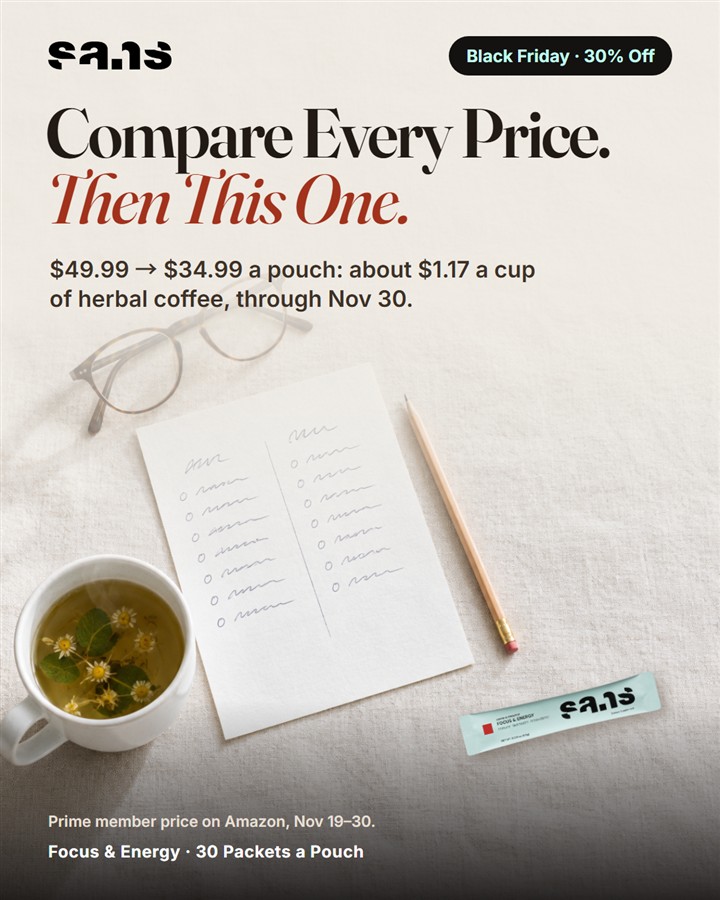 sans
Black Friday · 30% Off
Compare Every Price.
Then This One.
$49.99 → $34.99 a pouch: about $1.17 a cup
of herbal coffee, through Nov 30.
FOCUS & ENERGY
sans
Prime member price on Amazon, Nov 19–30.
Focus & Energy · 30 Packets a Pouch